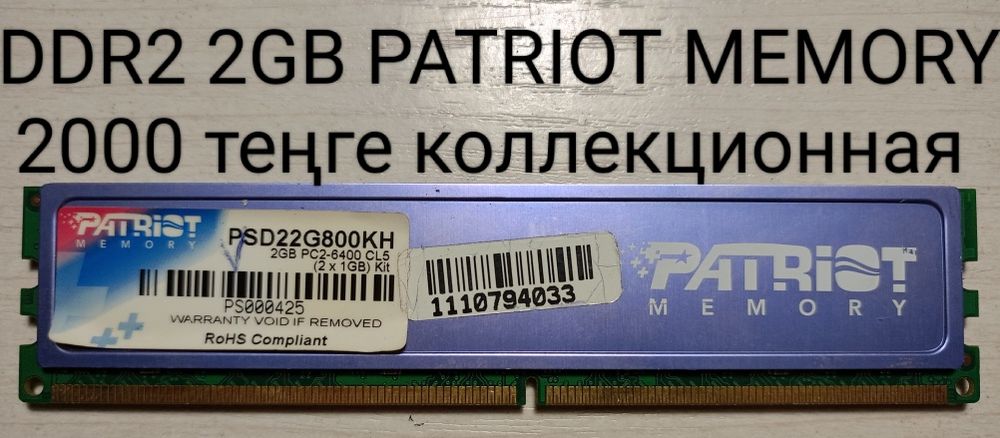 DDR2 2GB PATRIOT MEMORY
2000 теңге коллекционная
PATRIOT
MEMORY
PSD22G800KH
2GB PC2-6400 CL5
(2 x 1GB) Kit
PS000425
WARRANTY VOID IF REMOVED
RoHS Compliant
1110794033
PATRIOT
MEMORY